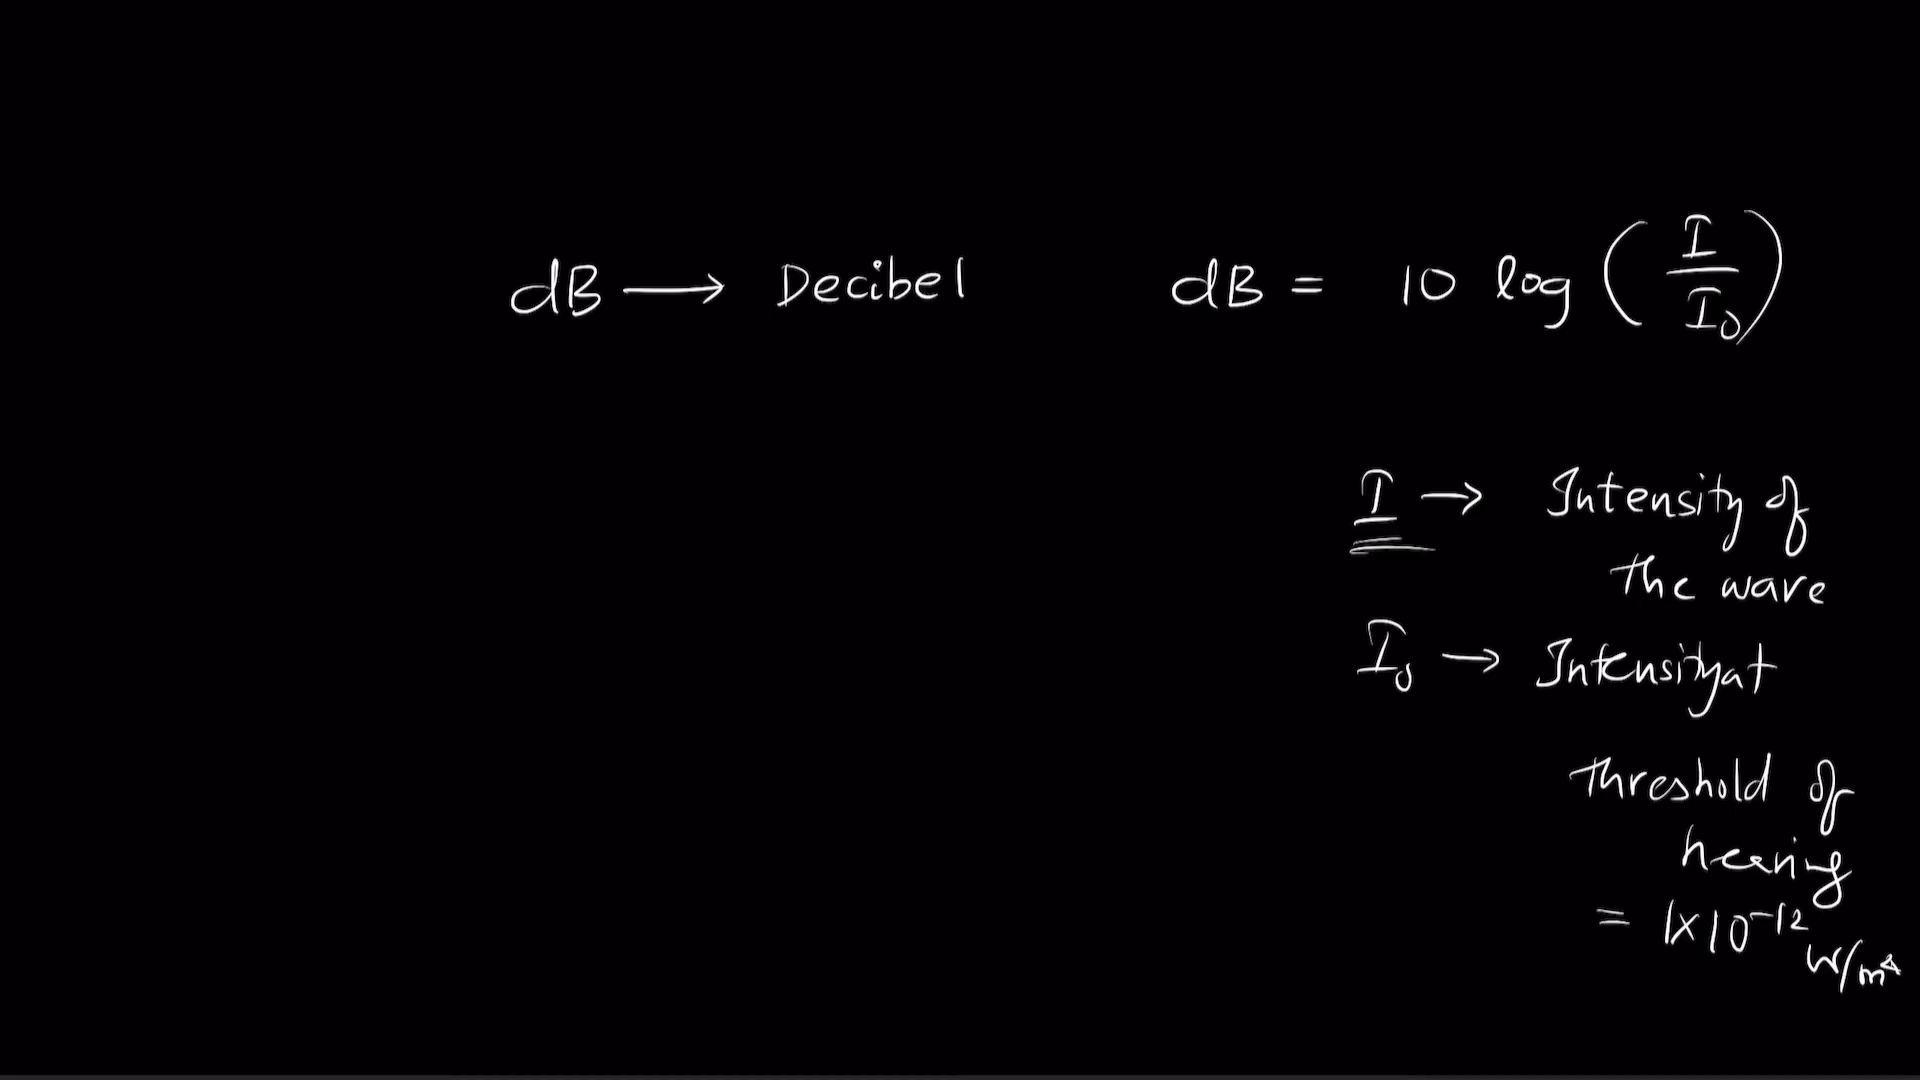 dB → Decibel
dB = 10 log (I/I₀)
I → Intensity of
the wave
I₀ → Intensity at
threshold of
hearing
= 1×10⁻¹²
W/m²